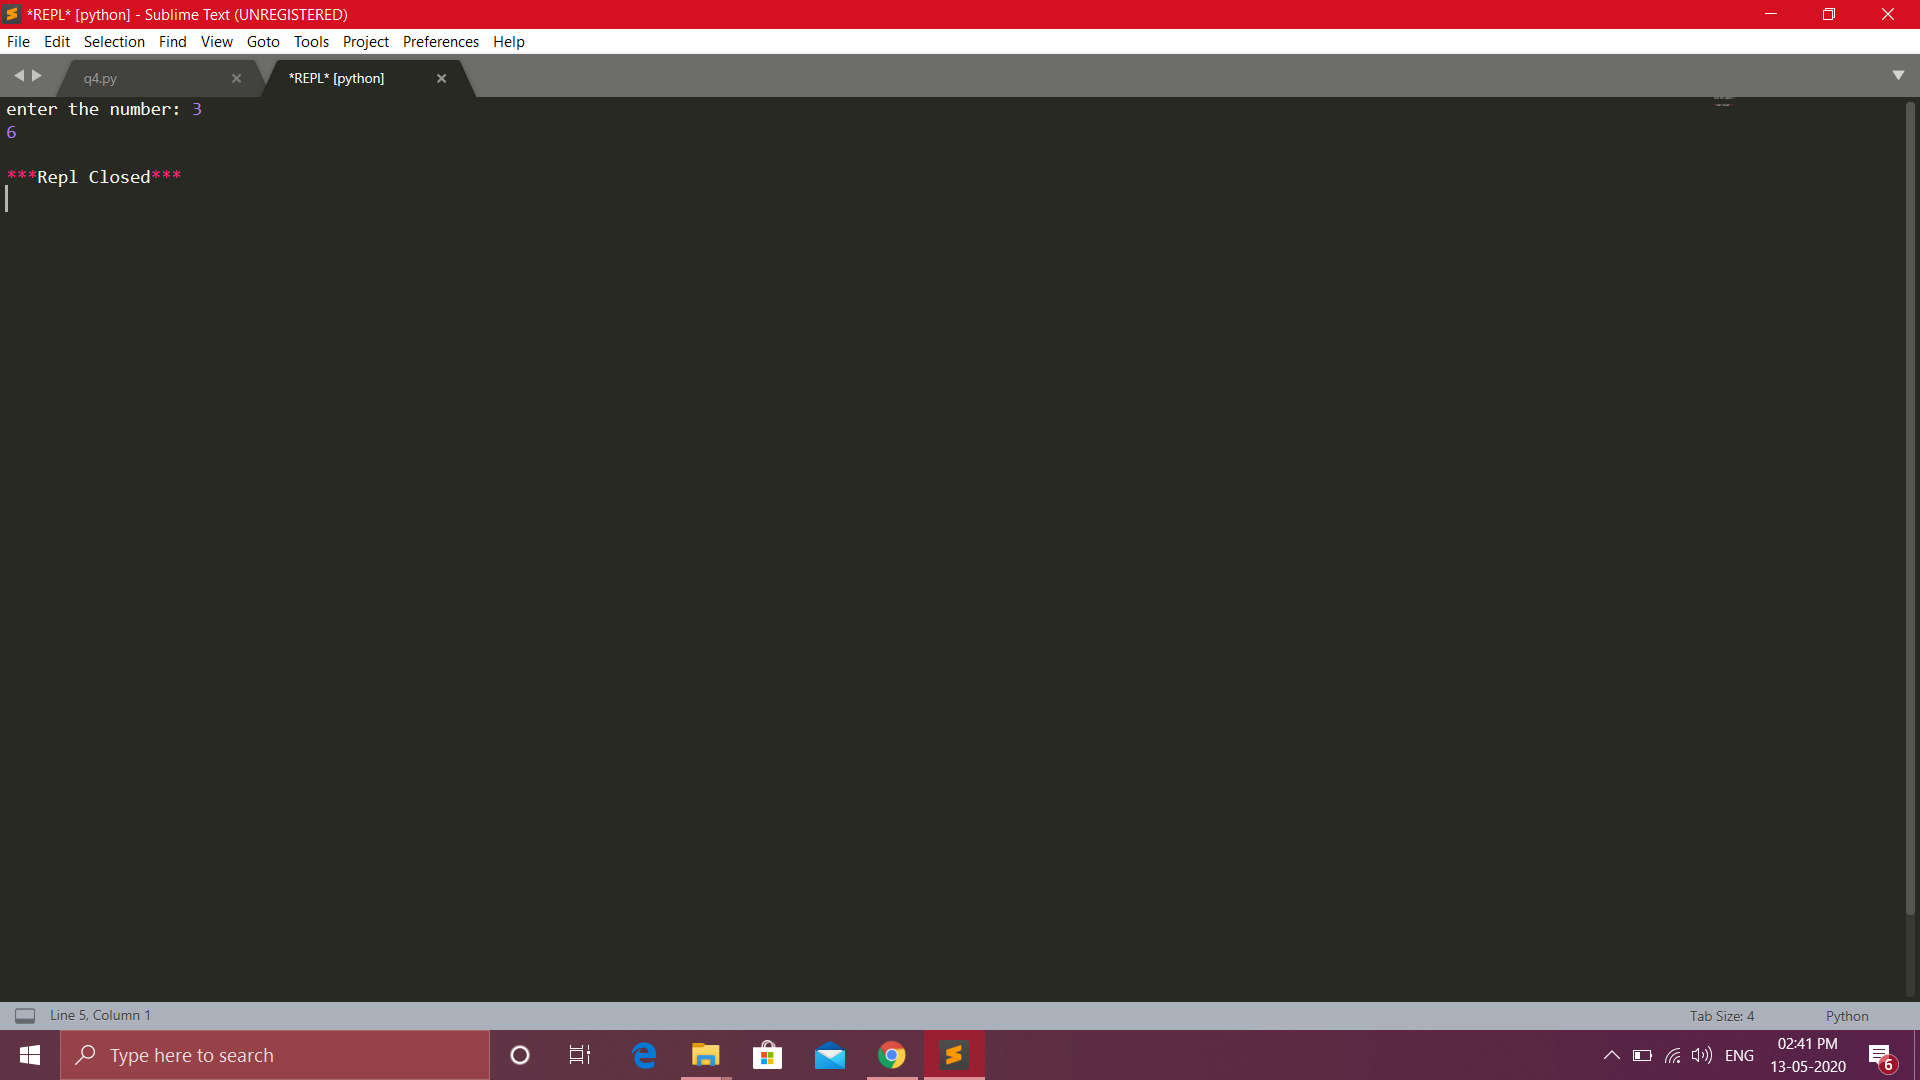 *REPL* [python] - Sublime Text (UNREGISTERED)
File Edit Selection Find View Goto Tools Project Preferences Help
q4.py *REPL* [python]
enter the number: 3
6
***Repl Closed***
Line 5, Column 1 Tab Size: 4 Python
Type here to search
ENG
02:41 PM
13-05-2020
6